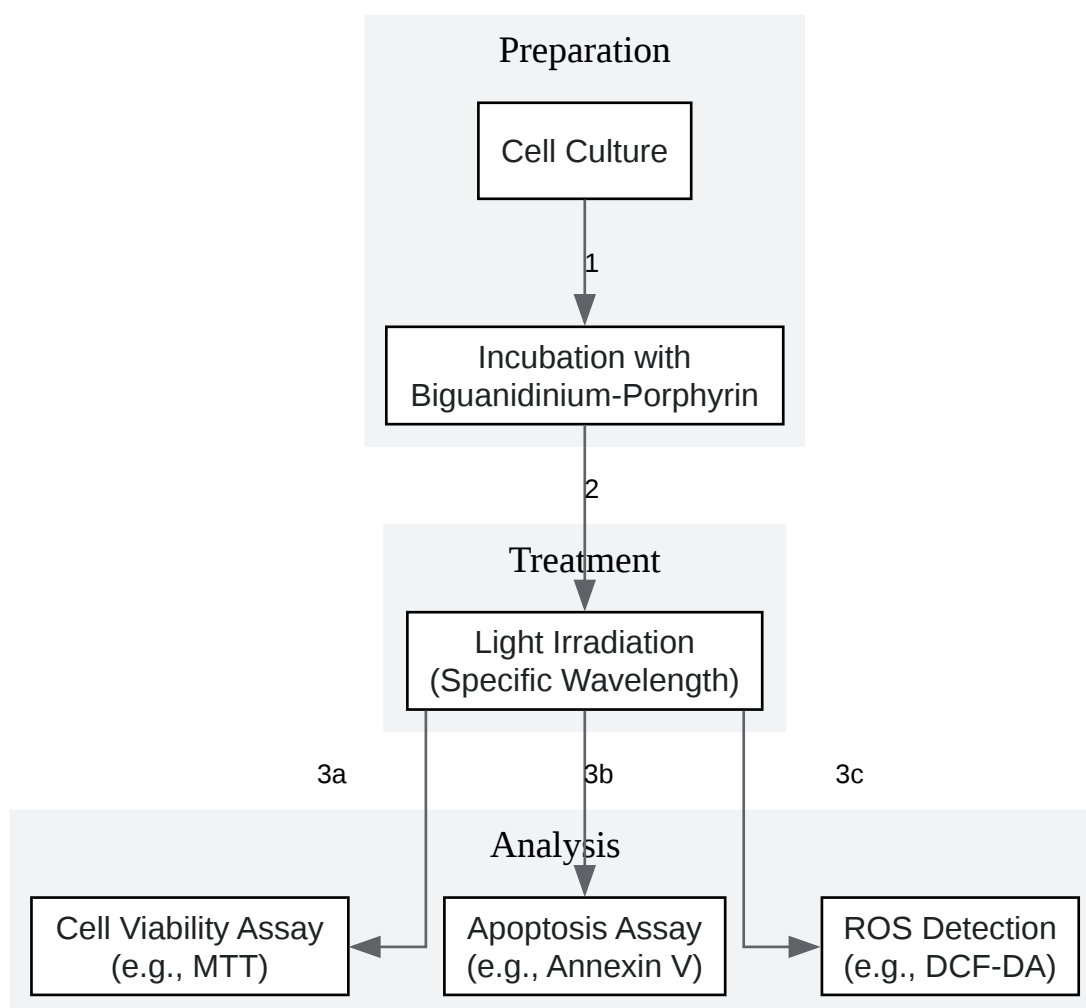 Preparation
Cell Culture
1
Incubation with
Biguanidinium-Porphyrin
2
Treatment
Light Irradiation
(Specific Wavelength)
3a
3b
3c
Analysis
Cell Viability Assay
(e.g., MTT)
Apoptosis Assay
(e.g., Annexin V)
ROS Detection
(e.g., DCF-DA)